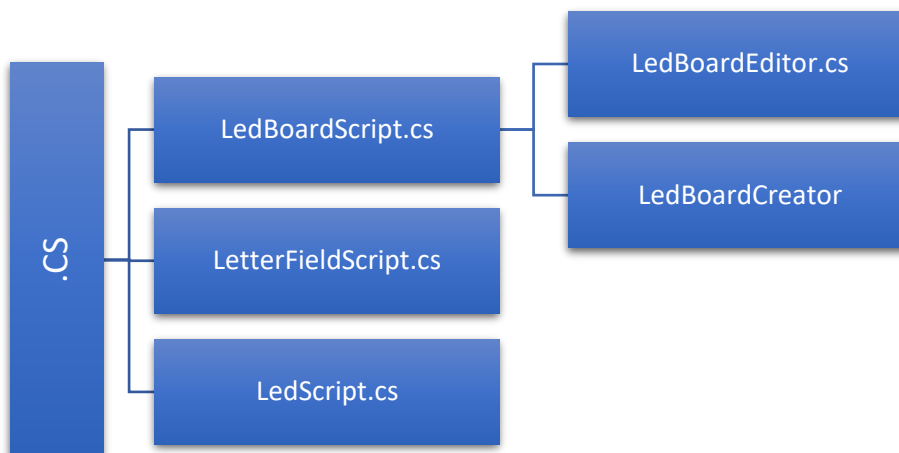 .CS
LedBoardScript.cs
LedBoardEditor.cs
LedBoardCreator
LetterFieldScript.cs
LedScript.cs